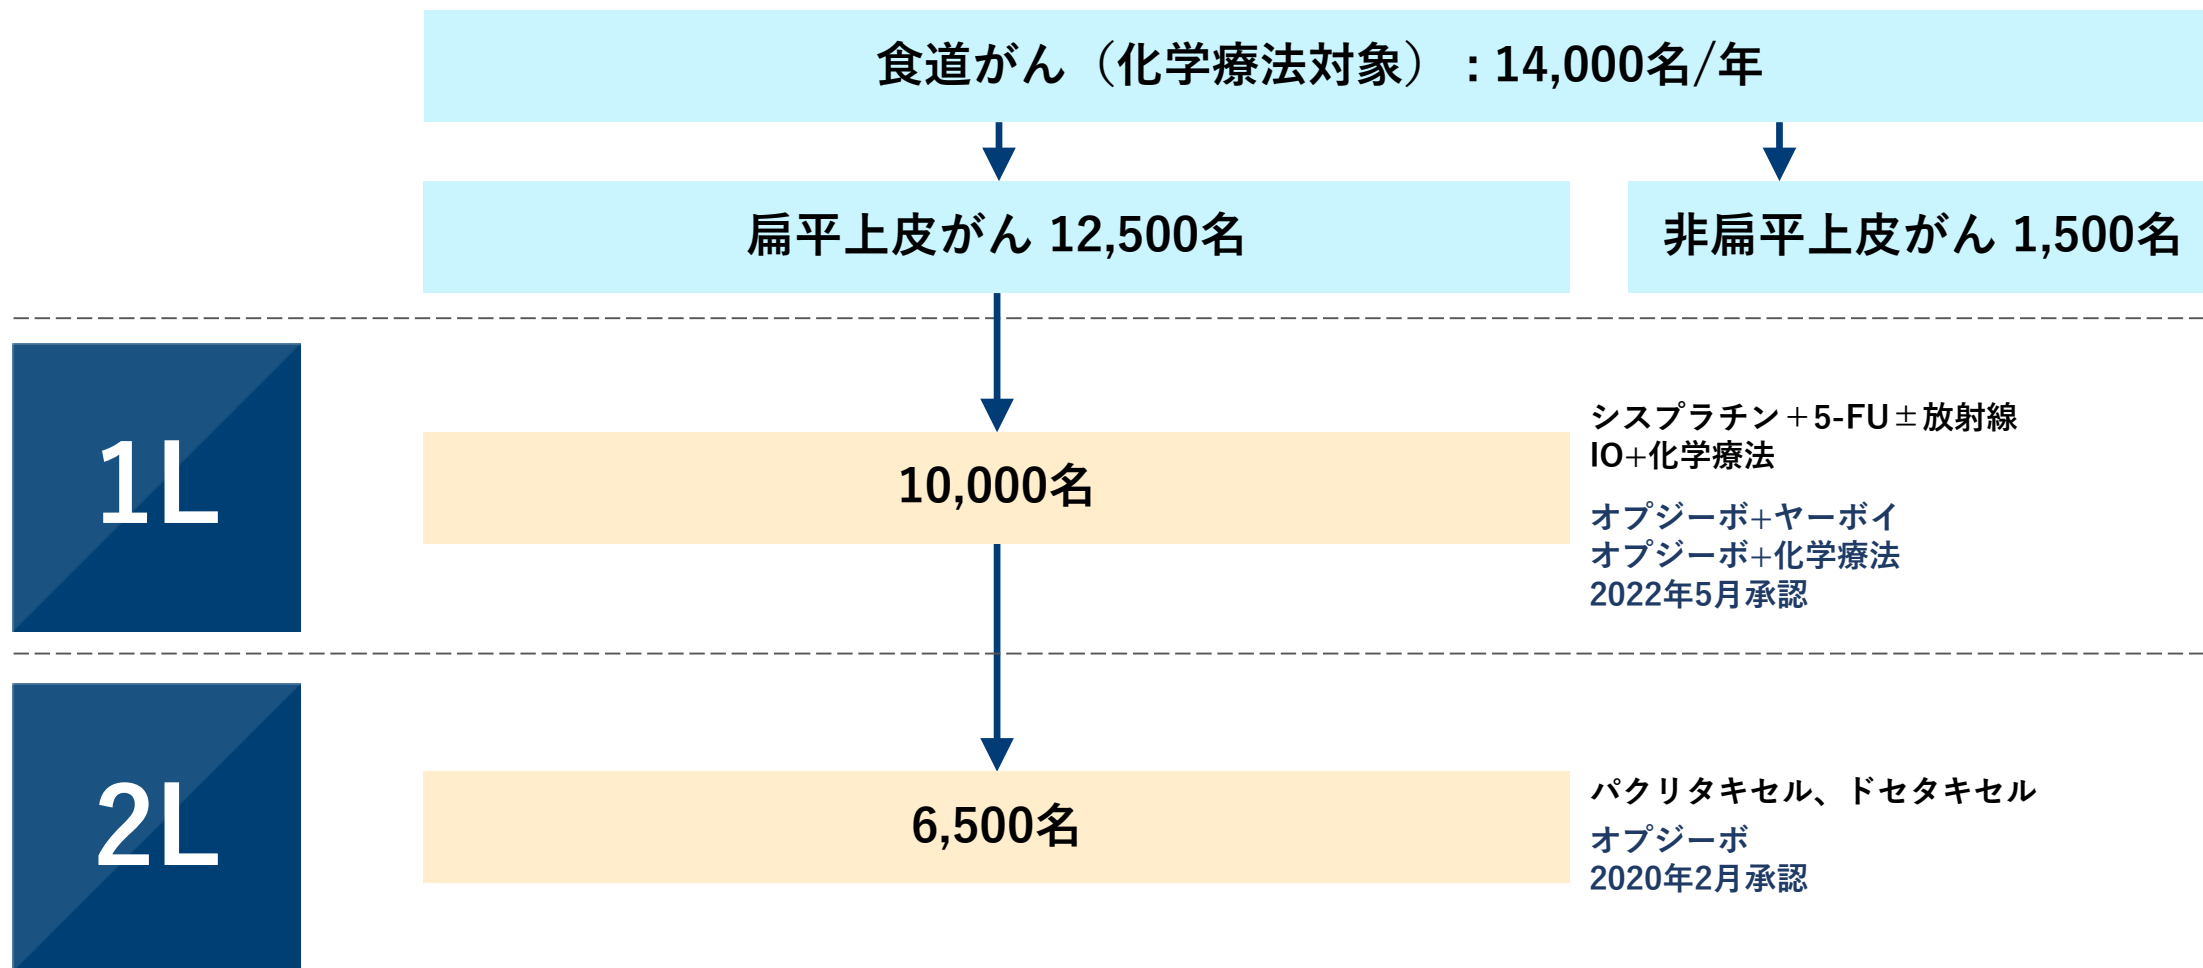 食道がん（化学療法対象）：14,000名/年
扁平上皮がん 12,500名
非扁平上皮がん 1,500名
1L
10,000名
シスプラチン＋5-FU±放射線
IO+化学療法
オプジーボ+ヤーボイ
オプジーボ+化学療法
2022年5月承認
2L
6,500名
パクリタキセル、ドセタキセル
オプジーボ
2020年2月承認